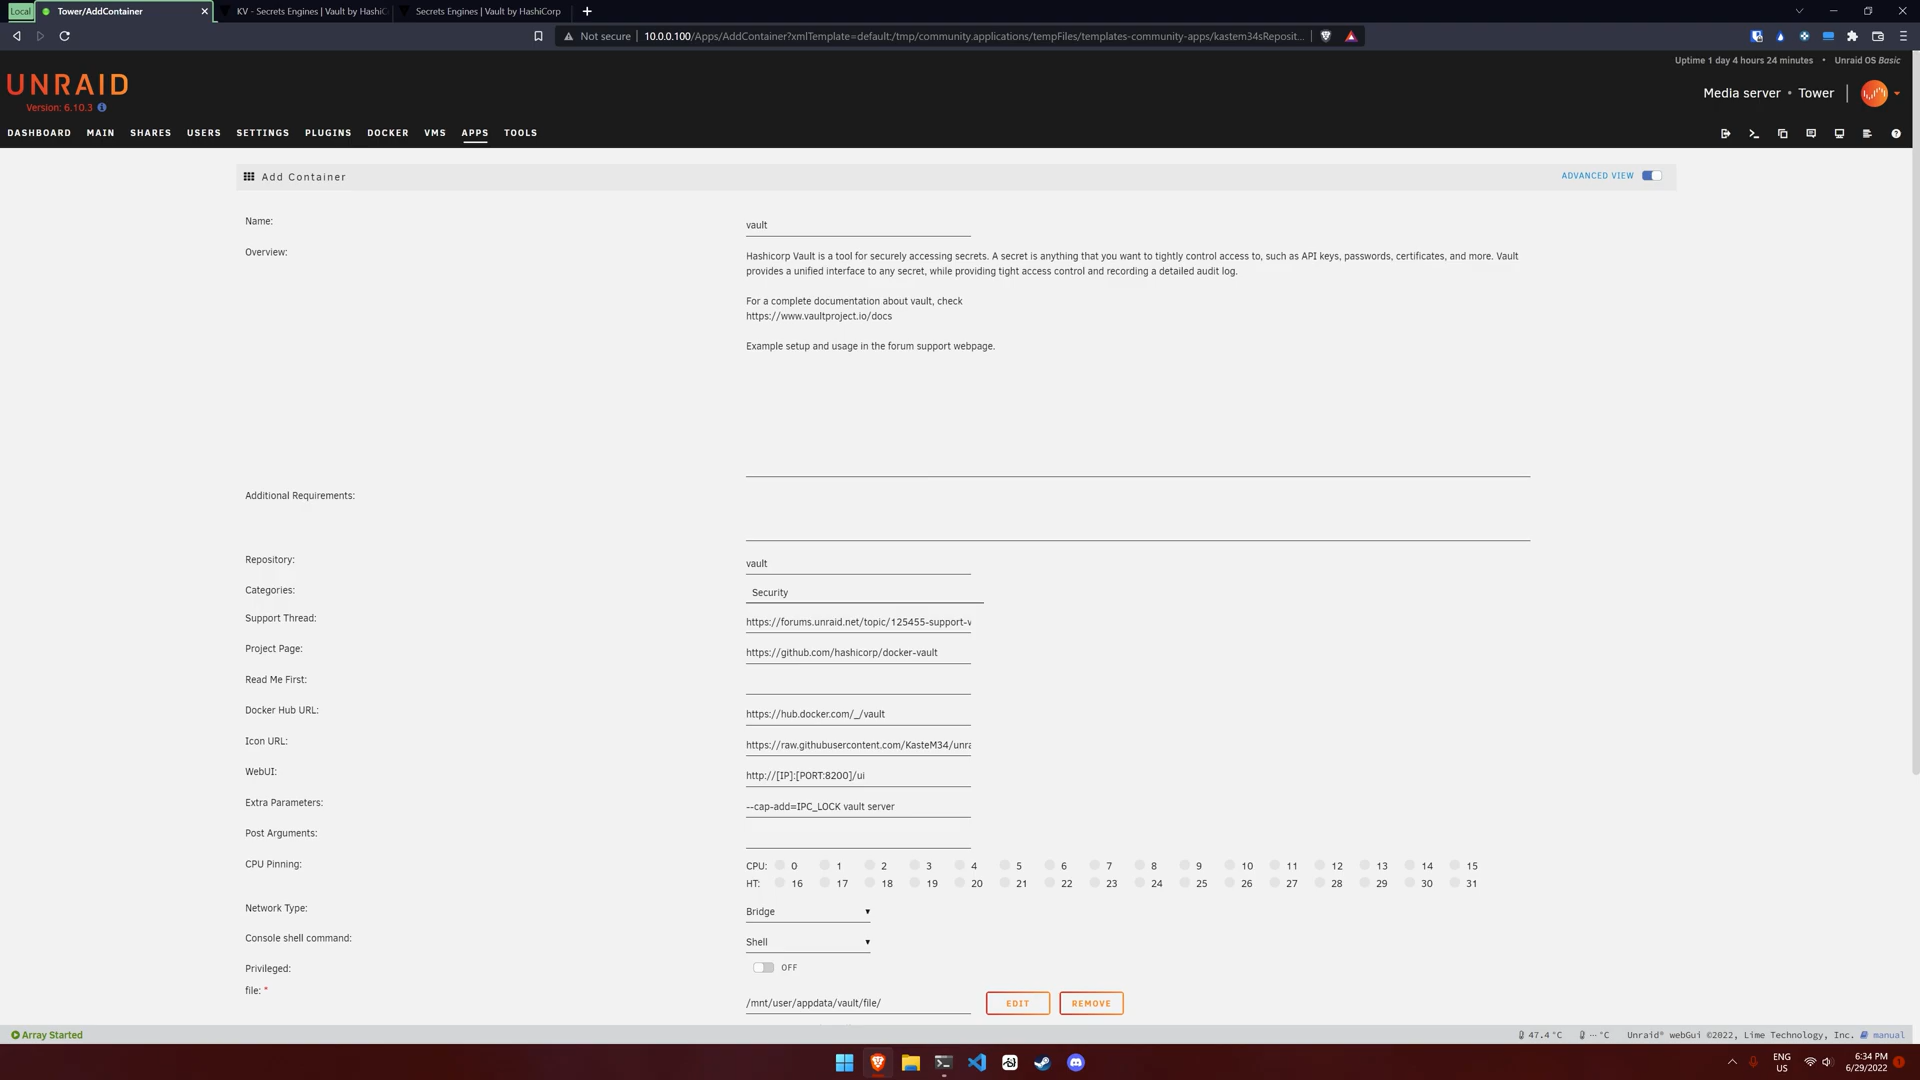 Local
Tower/AddContainer
KV - Secrets Engines | Vault by HashiC
Secrets Engines | Vault by HashiCorp
Not secure
10.0.0.100/Apps/AddContainer?xmlTemplate=default:/tmp/community.applications/tempFiles/templates-community-apps/kastem34sReposit...
Uptime 1 day 4 hours 24 minutes • Unraid OS Basic
UNRAID
Version: 6.10.3
Media server • Tower
DASHBOARD MAIN SHARES USERS SETTINGS PLUGINS DOCKER VMS APPS TOOLS
Add Container
ADVANCED VIEW
Name:
vault
Overview:
Hashicorp Vault is a tool for securely accessing secrets. A secret is anything that you want to tightly control access to, such as API keys, passwords, certificates, and more. Vault
provides a unified interface to any secret, while providing tight access control and recording a detailed audit log.
For a complete documentation about vault, check
https://www.vaultproject.io/docs
Example setup and usage in the forum support webpage.
Additional Requirements:
Repository:
vault
Categories:
Security
Support Thread:
https://forums.unraid.net/topic/125455-support-v
Project Page:
https://github.com/hashicorp/docker-vault
Read Me First:
Docker Hub URL:
https://hub.docker.com/_/vault
Icon URL:
https://raw.githubusercontent.com/KasteM34/unra
WebUI:
http://[IP]:[PORT:8200]/ui
Extra Parameters:
--cap-add=IPC_LOCK vault server
Post Arguments:
CPU Pinning:
CPU: 0 1 2 3 4 5 6 7 8 9 10 11 12 13 14 15
HT: 16 17 18 19 20 21 22 23 24 25 26 27 28 29 30 31
Network Type:
Bridge
Console shell command:
Shell
Privileged:
OFF
file: *
/mnt/user/appdata/vault/file/
EDIT
REMOVE
Array Started
47.4 °C
··· °C
Unraid® webGui ©2022, Lime Technology, Inc.
manual
ENG
US
6:34 PM
6/29/2022
1